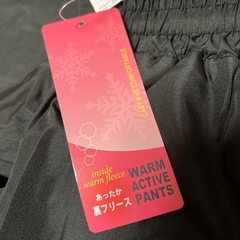 EASY AND COMFORTABLE
inside
warm fleece
あったか
裏フリース
WARM
ACTIVE
PANTS